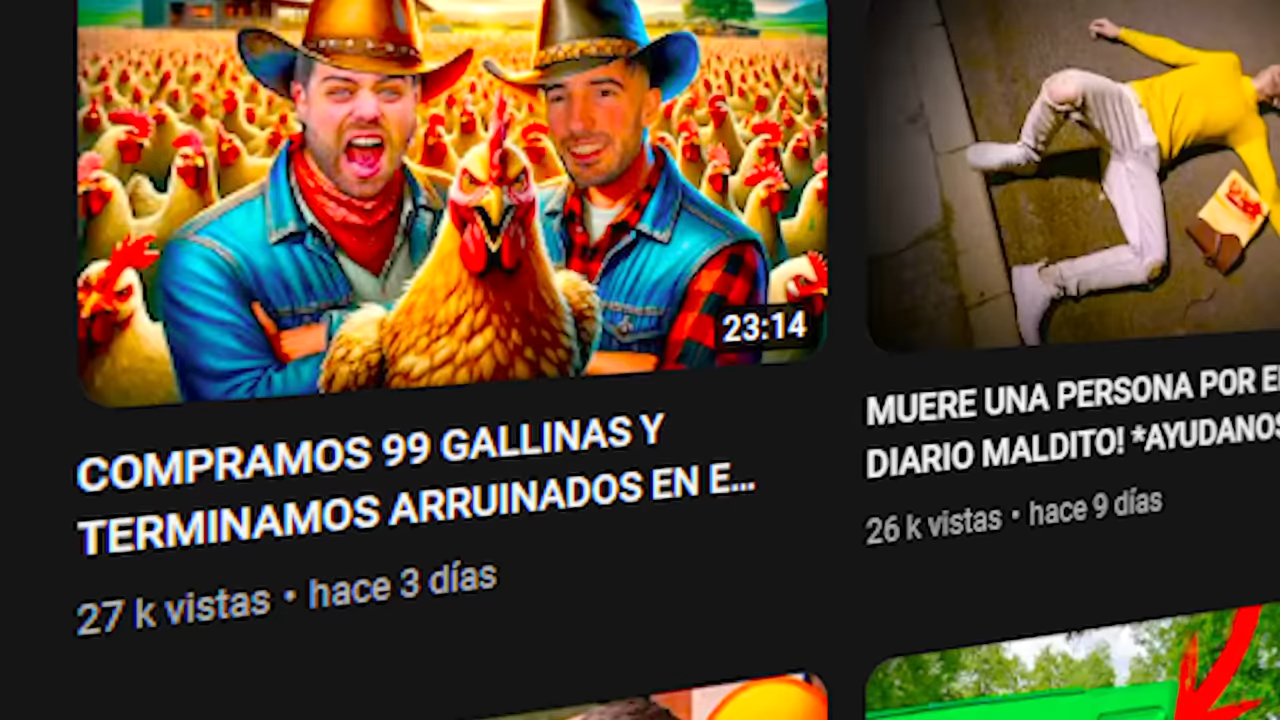 23:14
COMPRAMOS 99 GALLINAS Y
TERMINAMOS ARRUINADOS EN E...
27 k vistas • hace 3 días
MUERE UNA PERSONA POR
DIARIO MALDITO! *AYUDANOS
26 k vistas • hace 9 días